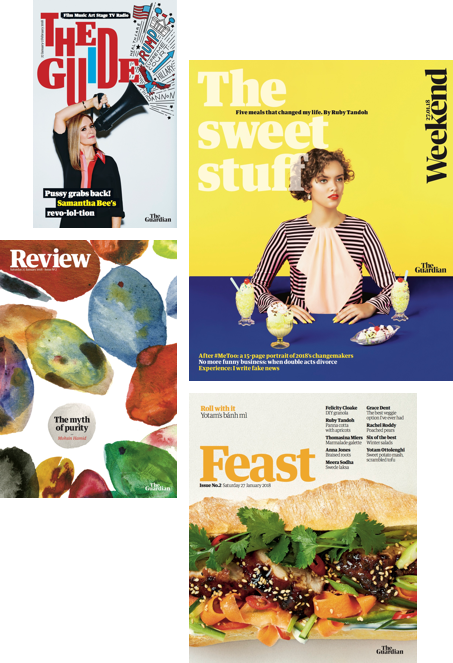 Film Music Art Stage TV Radio
THE
GUIDE
TRUMP
Pussy grabs back!
Samantha Bee's
revo-lol-tion
The
Guardian
The
sweet
stuff
Five meals that changed my life. By Ruby Tandoh
Weekend
27.01.18
The
Guardian
After #MeToo: a 15-page portrait of 2018's changemakers
No more funny business: when double acts divorce
Experience: I write fake news
Review
The myth
of purity
Mohsin Hamid
The
Guardian
Roll with it
Yotam's bánh mì
Felicity Cloake
DIY granola
Ruby Tandoh
Panna cotta
with apricots
Thomasina Miers
Marmalade galette
Anna Jones
Braised roots
Meera Sodha
Swede laksa
Grace Dent
The best veggie
option I've ever had
Rachel Roddy
Poached pears
Six of the best
Winter salads
Yotam Ottolenghi
Sweet potato mash,
scrambled tofu
Feast
Issue No.2 Saturday 27 January 2018
The
Guardian